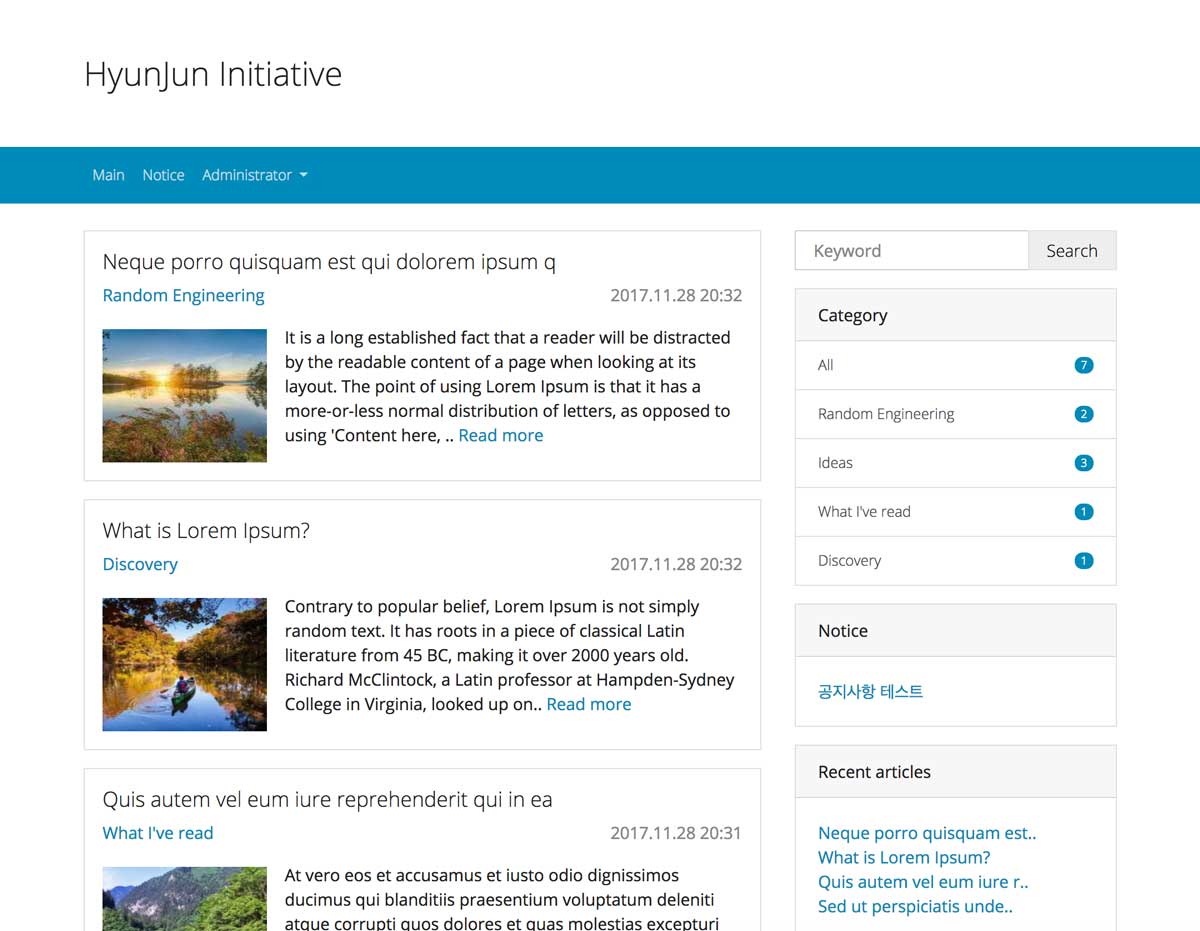 HyunJun Initiative
Main Notice Administrator
Neque porro quisquam est qui dolorem ipsum q
Random Engineering 2017.11.28 20:32
It is a long established fact that a reader will be distracted
by the readable content of a page when looking at its
layout. The point of using Lorem Ipsum is that it has a
more-or-less normal distribution of letters, as opposed to
using 'Content here, .. Read more
What is Lorem Ipsum?
Discovery 2017.11.28 20:32
Contrary to popular belief, Lorem Ipsum is not simply
random text. It has roots in a piece of classical Latin
literature from 45 BC, making it over 2000 years old.
Richard McClintock, a Latin professor at Hampden-Sydney
College in Virginia, looked up on.. Read more
Quis autem vel eum iure reprehenderit qui in ea
What I've read 2017.11.28 20:31
At vero eos et accusamus et iusto odio dignissimos
ducimus qui blanditiis praesentium voluptatum deleniti
atque corrupti quos dolores et quas molestias excepturi
Keyword Search
Category
All 7
Random Engineering 2
Ideas 3
What I've read 1
Discovery 1
Notice
공지사항 테스트
Recent articles
Neque porro quisquam est..
What is Lorem Ipsum?
Quis autem vel eum iure r..
Sed ut perspiciatis unde..